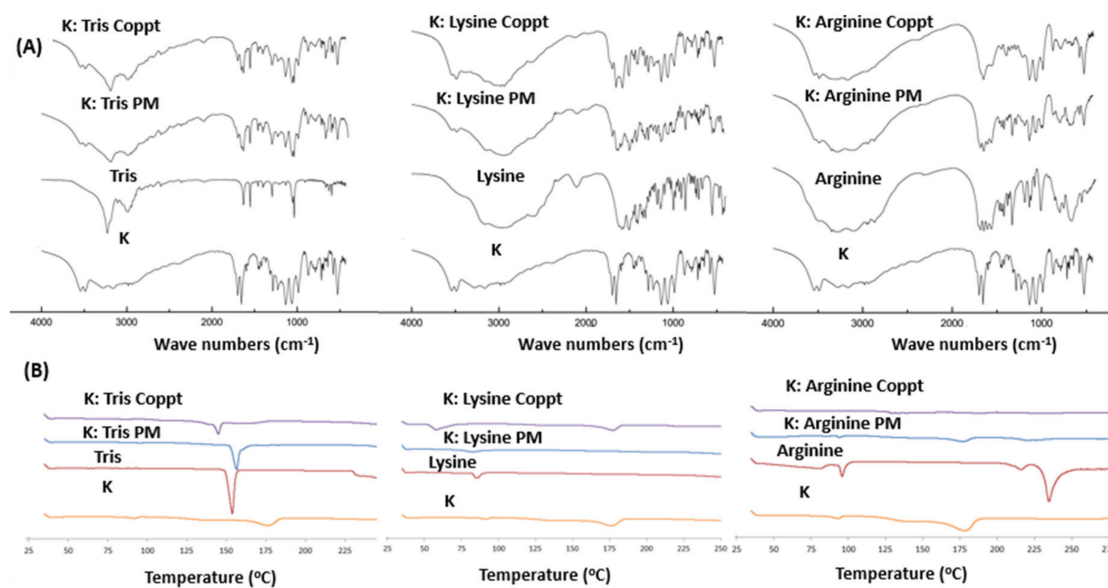 (A)
K: Tris Coppt
K: Tris PM
Tris
K
4000 3000 2000 1000
Wave numbers (cm⁻¹)
K: Lysine Coppt
K: Lysine PM
Lysine
K
4000 3000 2000 1000
Wave numbers (cm⁻¹)
K: Arginine Coppt
K: Arginine PM
Arginine
K
4000 3000 2000 1000
Wave numbers (cm⁻¹)
(B)
K: Tris Coppt
K: Tris PM
Tris
K
25 50 75 100 125 150 175 200 225
Temperature (°C)
K: Lysine Coppt
K: Lysine PM
Lysine
K
25 50 75 100 125 150 175 200 225 250
Temperature (°C)
K: Arginine Coppt
K: Arginine PM
Arginine
K
25 50 75 100 125 150 175 200 225 250
Temperature (°C)